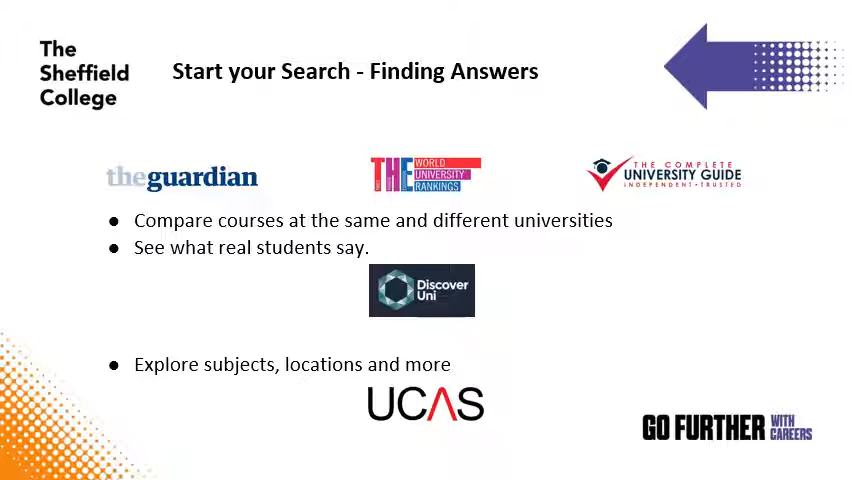 The
Sheffield
College
Start your Search - Finding Answers
theguardian
THE WORLD
UNIVERSITY
RANKINGS
THE COMPLETE
UNIVERSITY GUIDE
INDEPENDENT • TRUSTED
● Compare courses at the same and different universities
● See what real students say.
Discover
Uni
● Explore subjects, locations and more
UCAS
GO FURTHER WITH
CAREERS